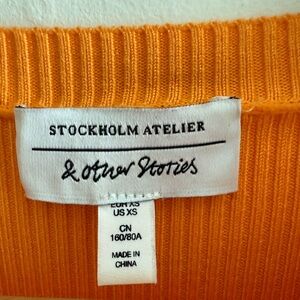 STOCKHOLM ATELIER
& Other Stories
EUR XS
US XS
CN
160/80A
MADE IN
CHINA